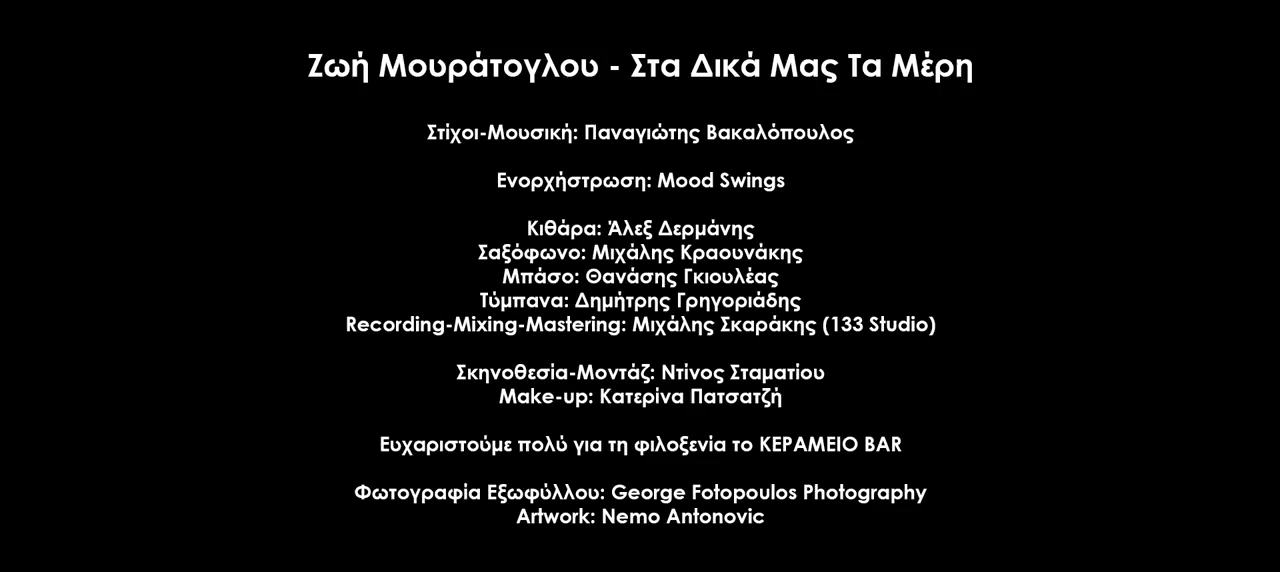 Ζωή Μουράτογλου - Στα Δικά Μας Τα Μέρη
Στίχοι-Μουσική: Παναγιώτης Βακαλόπουλος
Ενορχήστρωση: Mood Swings
Κιθάρα: Άλεξ Δερμάνης
Σαξόφωνο: Μιχάλης Κραουνάκης
Μπάσο: Θανάσης Γκιουλέας
Τύμπανα: Δημήτρης Γρηγοριάδης
Recording-Mixing-Mastering: Μιχάλης Σκαράκης (133 Studio)
Σκηνοθεσία-Μοντάζ: Ντίνος Σταματίου
Make-up: Κατερίνα Πατσατζή
Ευχαριστούμε πολύ για τη φιλοξενία το ΚΕΡΑΜΕΙΟ BAR
Φωτογραφία Εξωφύλλου: George Fotopoulos Photography
Artwork: Nemo Antonovic